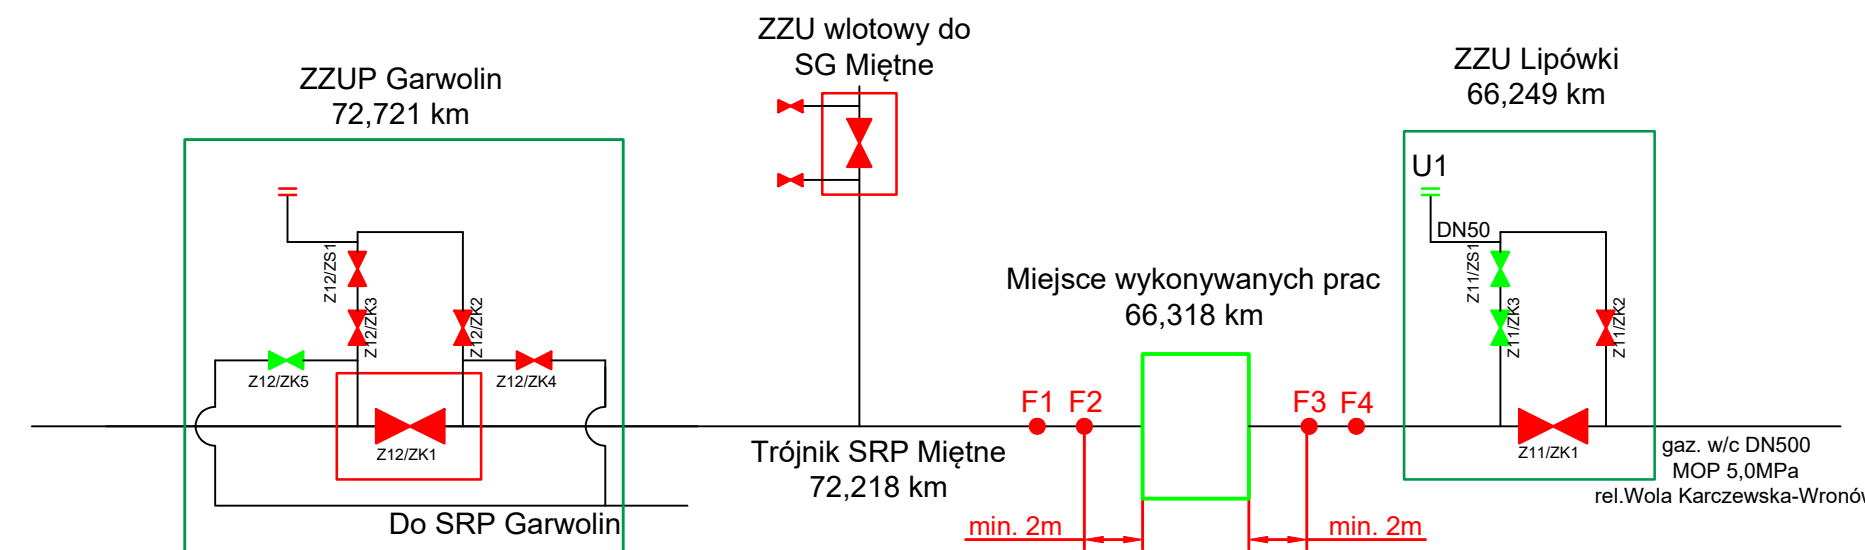 ZZU wlotowy do
SG Miętne
ZZUP Garwolin
72,721 km
ZZU Lipówki
66,249 km
U1
DN50
Z12/ZS1
Z12/ZK3
Z12/ZK2
Z11/ZS1
Z11/ZK3
Z11/ZK2
Miejsce wykonywanych prac
66,318 km
Z12/ZK5
Z12/ZK4
F1 F2
F3 F4
Z12/ZK1
Z11/ZK1
Trójnik SRP Miętne
72,218 km
gaz. w/c DN500
MOP 5,0MPa
rel.Wola Karczewska-Wronów
Do SRP Garwolin
min. 2m
min. 2m